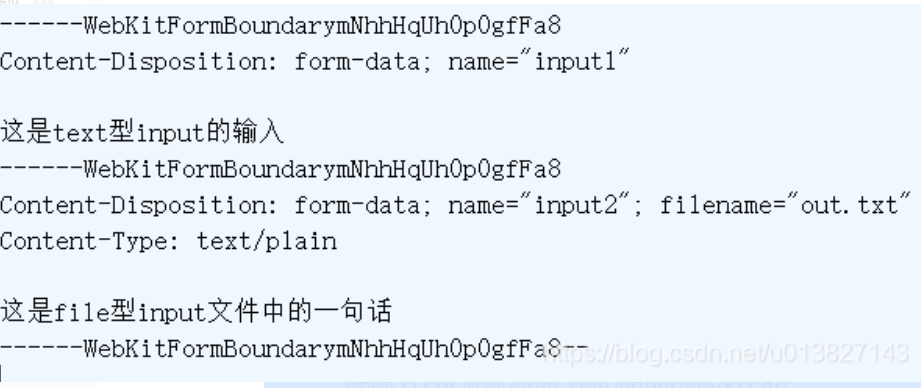 ------WebKitFormBoundarymNhhHqUh0p0gfFa8
Content-Disposition: form-data; name="input1"

这是text型input的输入
------WebKitFormBoundarymNhhHqUh0p0gfFa8
Content-Disposition: form-data; name="input2"; filename="out.txt"
Content-Type: text/plain

这是file型input文件中的一句话
------WebKitFormBoundarymNhhHqUh0p0gfFa8--
https://blog.csdn.net/u013827143